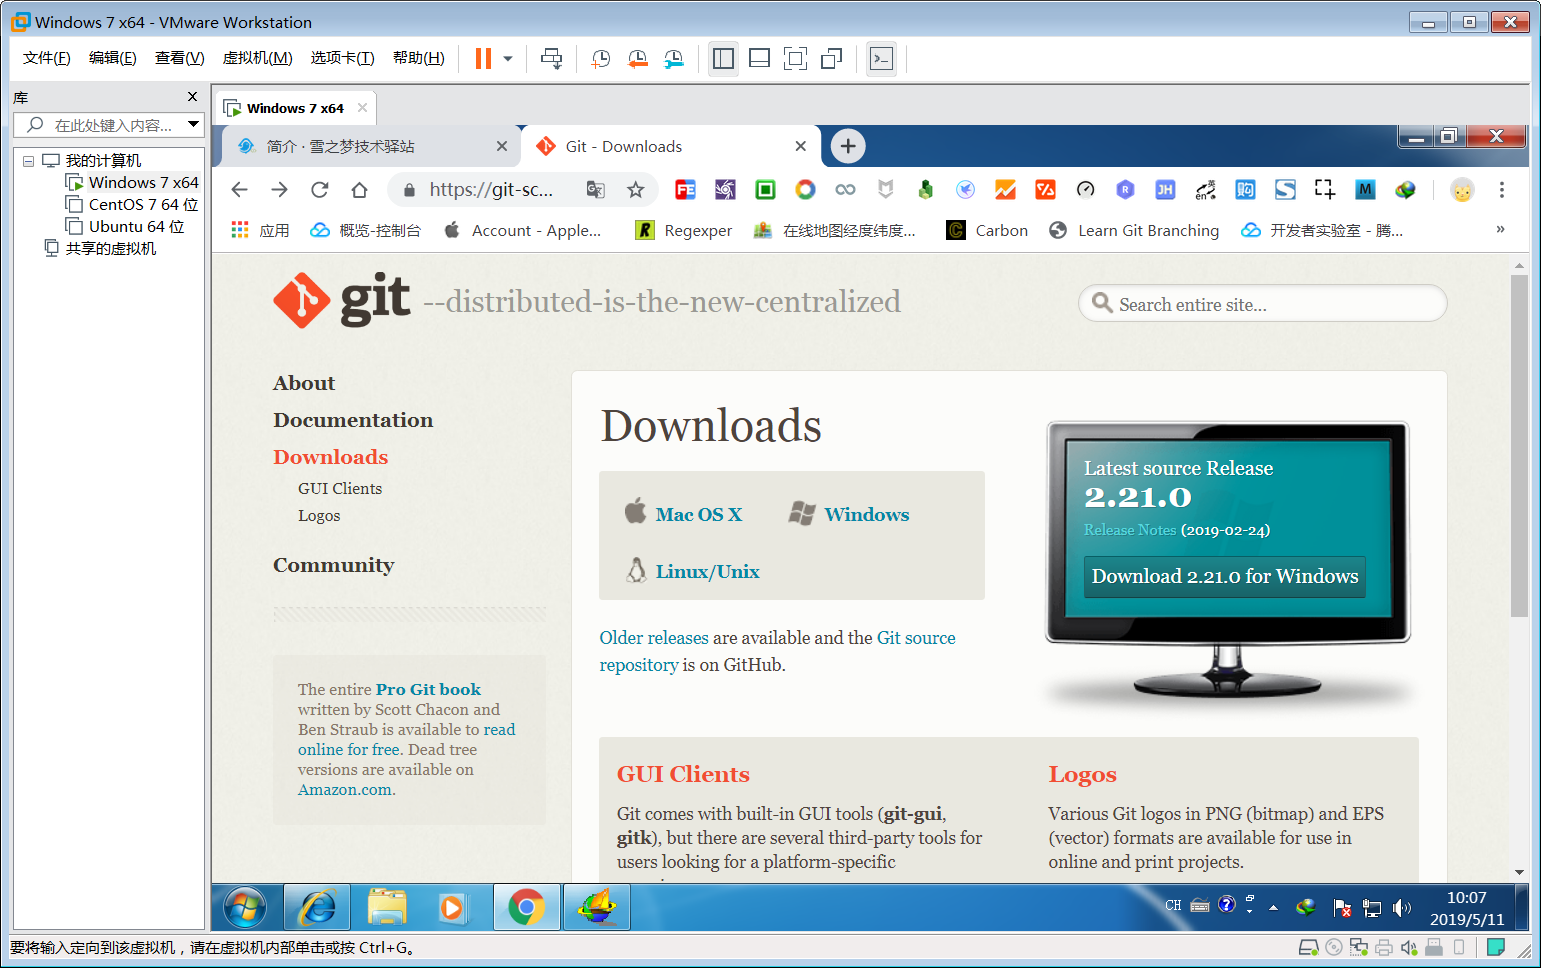 Windows 7 x64 - VMware Workstation
文件(F) 编辑(E) 查看(V) 虚拟机(M) 选项卡(T) 帮助(H)
库
在此处键入内容...
我的计算机
Windows 7 x64
CentOS 7 64 位
Ubuntu 64 位
共享的虚拟机
Windows 7 x64
简介 · 雪之梦技术驿站
Git - Downloads
https://git-sc...
应用 概览-控制台 Account - Apple... Regexper 在线地图经度纬度... Carbon Learn Git Branching 开发者实验室 - 腾... »
git --distributed-is-the-new-centralized
Search entire site...
About
Documentation
Downloads
GUI Clients
Logos
Community
The entire Pro Git book
written by Scott Chacon and
Ben Straub is available to read
online for free. Dead tree
versions are available on
Amazon.com.
Downloads
Mac OS X Windows
Linux/Unix
Older releases are available and the Git source
repository is on GitHub.
Latest source Release
2.21.0
Release Notes (2019-02-24)
Download 2.21.0 for Windows
GUI Clients
Git comes with built-in GUI tools (git-gui,
gitk), but there are several third-party tools for
users looking for a platform-specific
Logos
Various Git logos in PNG (bitmap) and EPS
(vector) formats are available for use in
online and print projects.
CH
10:07
2019/5/11
要将输入定向到该虚拟机，请在虚拟机内部单击或按 Ctrl+G。